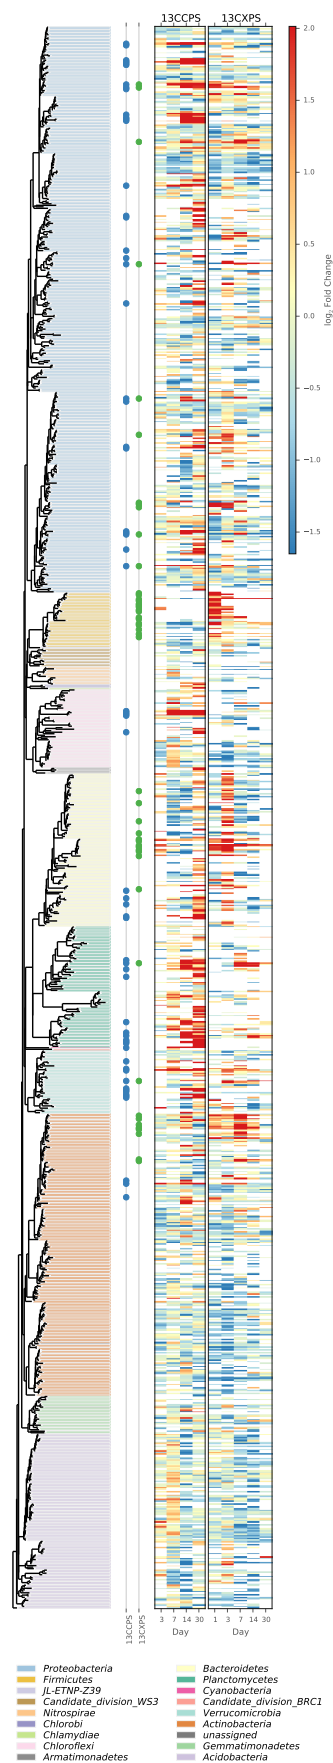 13CCPS 13CXPS
2.0
1.5
1.0
0.5
0.0
−0.5
−1.0
−1.5
log₂ Fold Change
13CCPS
13CXPS
3 7 14 30 1 3 7 14 30
Day Day
Proteobacteria
Firmicutes
JL-ETNP-Z39
Candidate_division_WS3
Nitrospirae
Chlorobi
Chlamydiae
Chloroflexi
Armatimonadetes
Bacteroidetes
Planctomycetes
Cyanobacteria
Candidate_division_BRC1
Verrucomicrobia
Actinobacteria
unassigned
Gemmatimonadetes
Acidobacteria